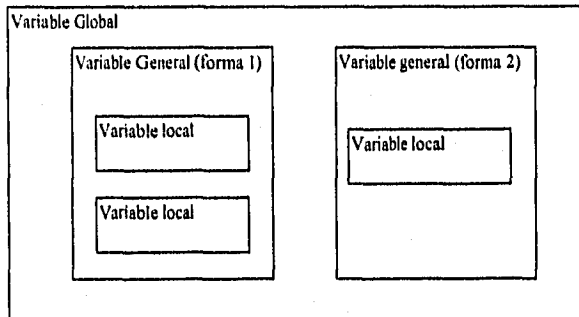 Variable Global
Variable General (forma 1)
Variable local
Variable local
Variable general (forma 2)
Variable local